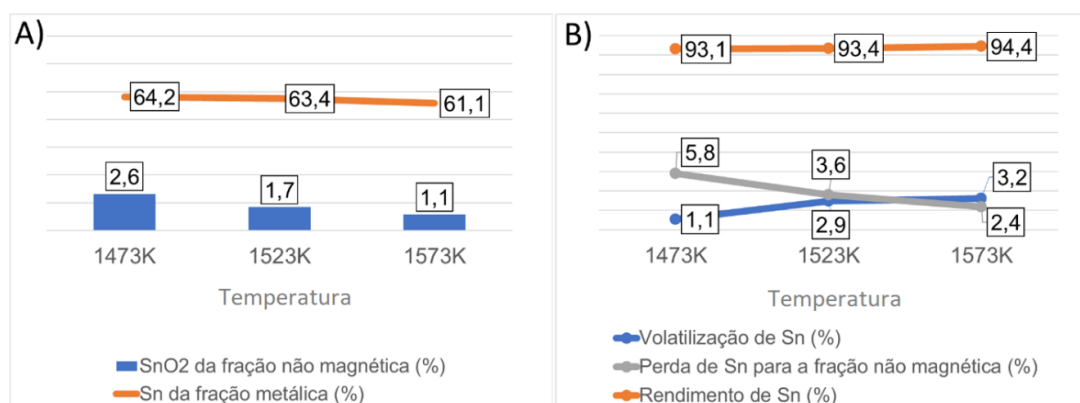 A)
64,2
63,4
61,1
2,6
1,7
1,1
1473K
1523K
1573K
Temperatura
SnO2 da fração não magnética (%)
Sn da fração metálica (%)
B)
93,1
93,4
94,4
5,8
3,6
3,2
1,1
2,9
2,4
1473K
1523K
1573K
Temperatura
Volatilização de Sn (%)
Perda de Sn para a fração não magnética (%)
Rendimento de Sn (%)